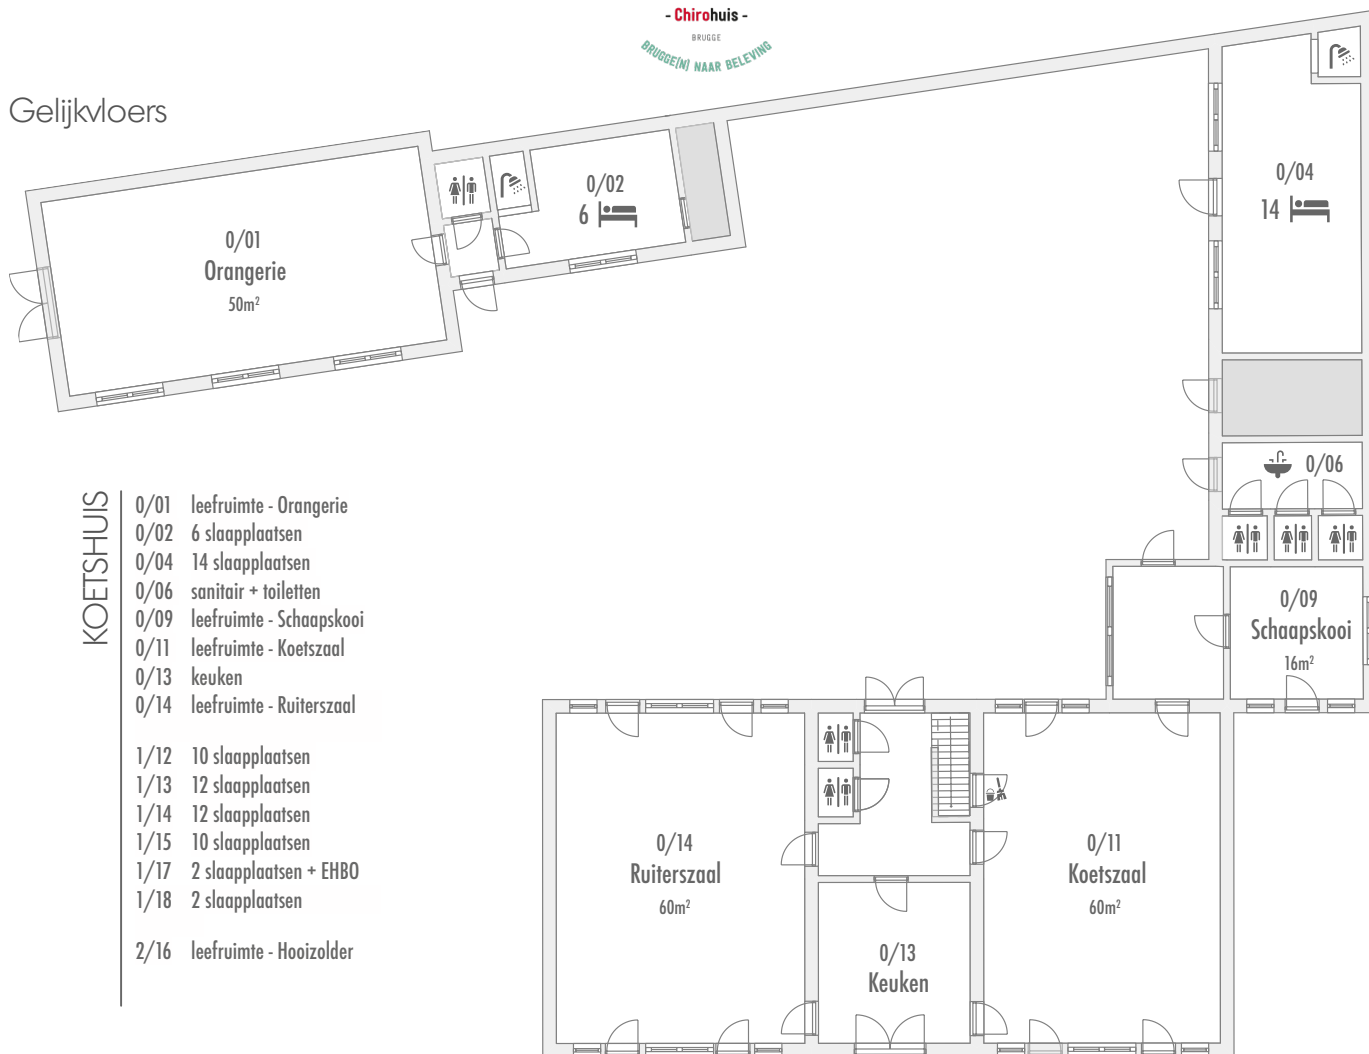 - Chirohuis -
BRUGGE
BRUGGE(N) NAAR BELEVING
Gelijkvloers
0/01
Orangerie
50m²
0/02
6
0/04
14
0/06
0/09
Schaapskooi
16m²
KOETSHUIS
0/01 leefruimte - Orangerie
0/02 6 slaapplaatsen
0/04 14 slaapplaatsen
0/06 sanitair + toiletten
0/09 leefruimte - Schaapskooi
0/11 leefruimte - Koetszaal
0/13 keuken
0/14 leefruimte - Ruiterszaal
1/12 10 slaapplaatsen
1/13 12 slaapplaatsen
1/14 12 slaapplaatsen
1/15 10 slaapplaatsen
1/17 2 slaapplaatsen + EHBO
1/18 2 slaapplaatsen
2/16 leefruimte - Hooizolder
0/14
Ruiterszaal
60m²
0/11
Koetszaal
60m²
0/13
Keuken